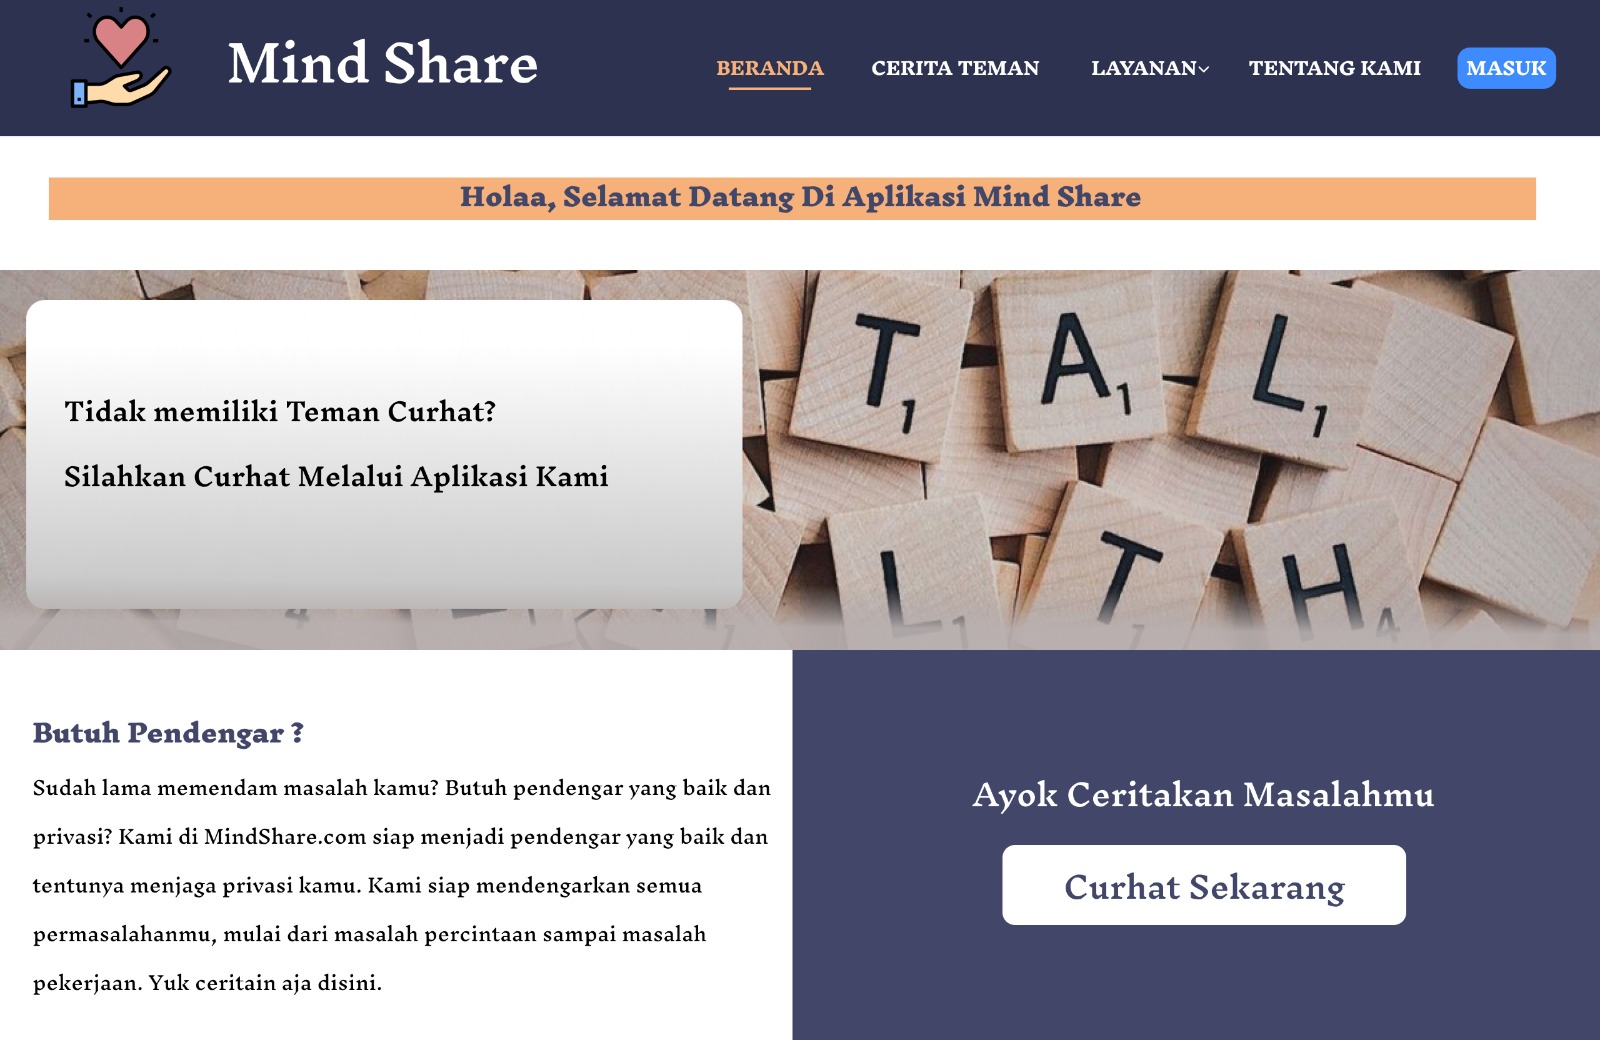 Mind Share
BERANDA CERITA TEMAN LAYANAN TENTANG KAMI MASUK
Holaa, Selamat Datang Di Aplikasi Mind Share
T1 A1 L1
Tidak memiliki Teman Curhat?
Silahkan Curhat Melalui Aplikasi Kami
L1 T1 H4
Butuh Pendengar ?
Sudah lama memendam masalah kamu? Butuh pendengar yang baik dan
privasi? Kami di MindShare.com siap menjadi pendengar yang baik dan
tentunya menjaga privasi kamu. Kami siap mendengarkan semua
permasalahanmu, mulai dari masalah percintaan sampai masalah
pekerjaan. Yuk ceritain aja disini.
Ayok Ceritakan Masalahmu
Curhat Sekarang